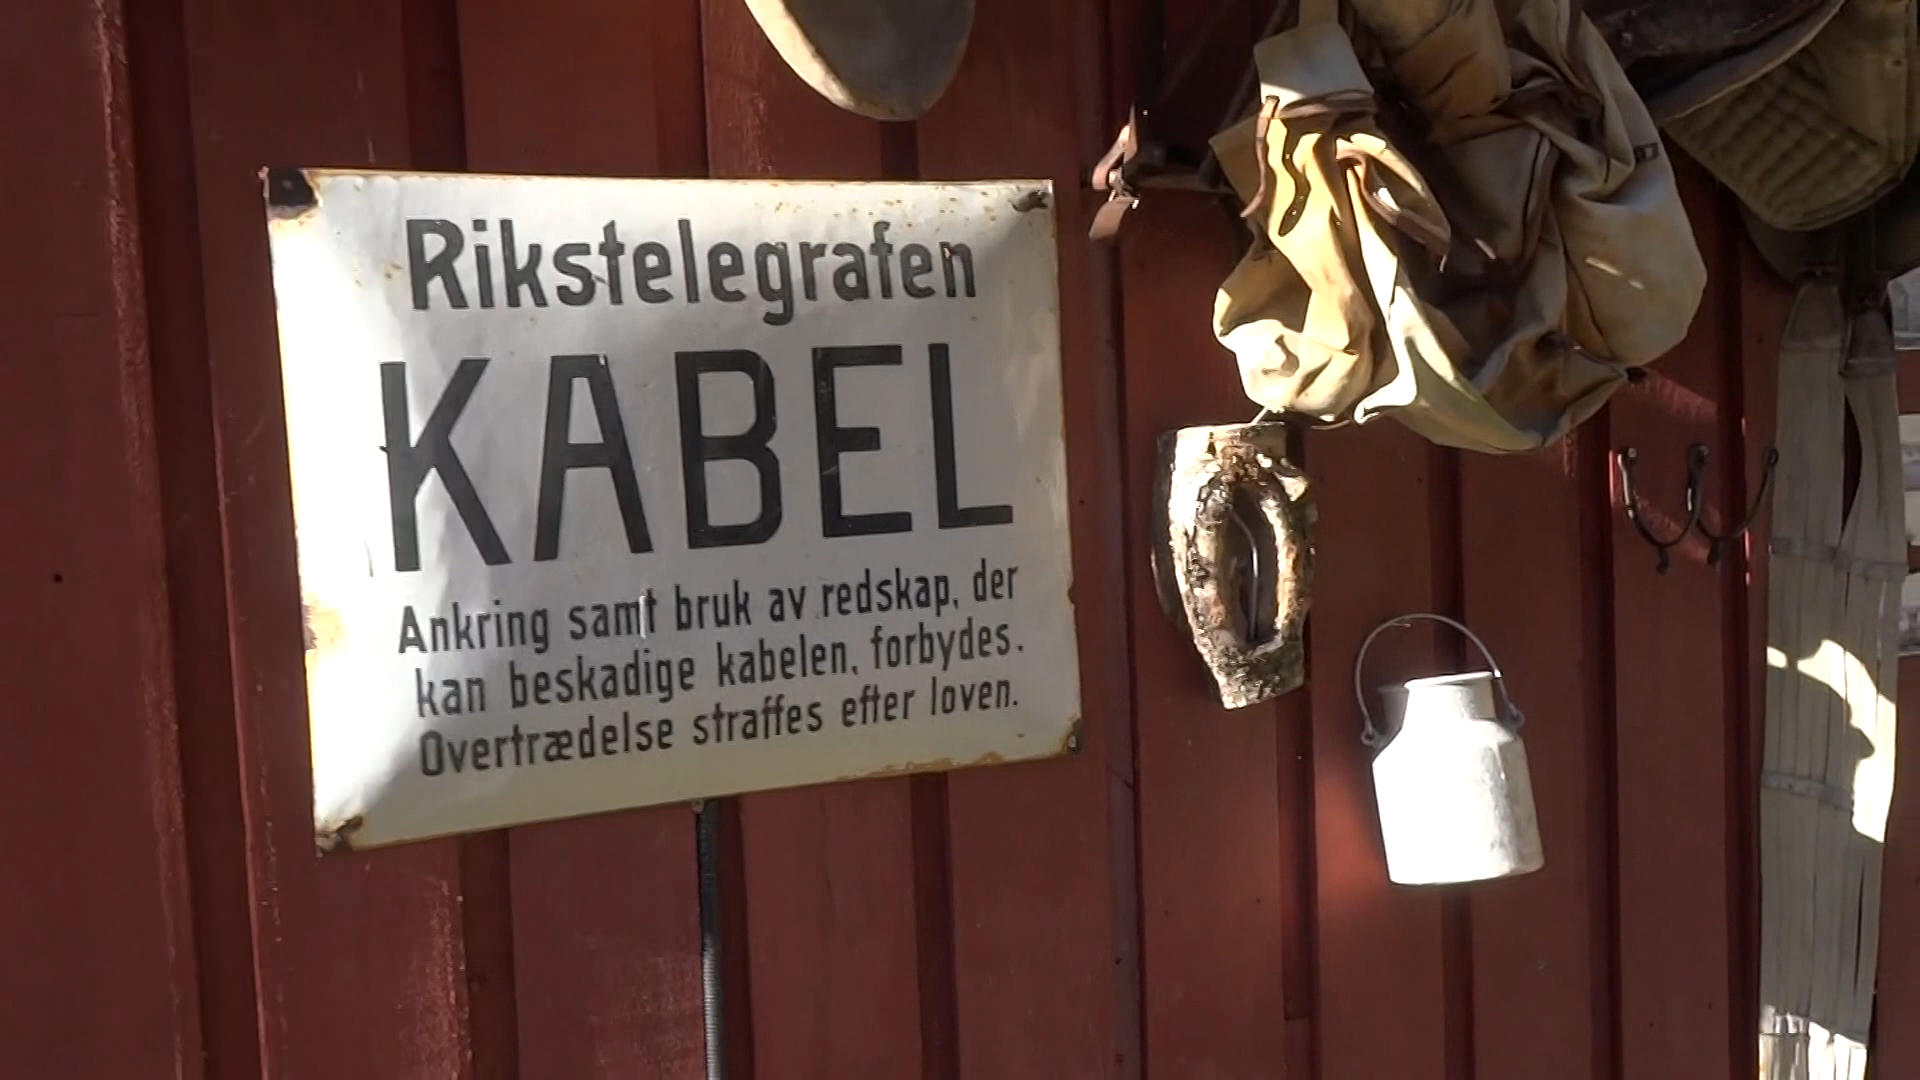 Rikstelegrafen
KABEL
Ankring samt bruk av redskap, der
kan beskadige kabelen, forbydes.
Overtrædelse straffes efter loven.